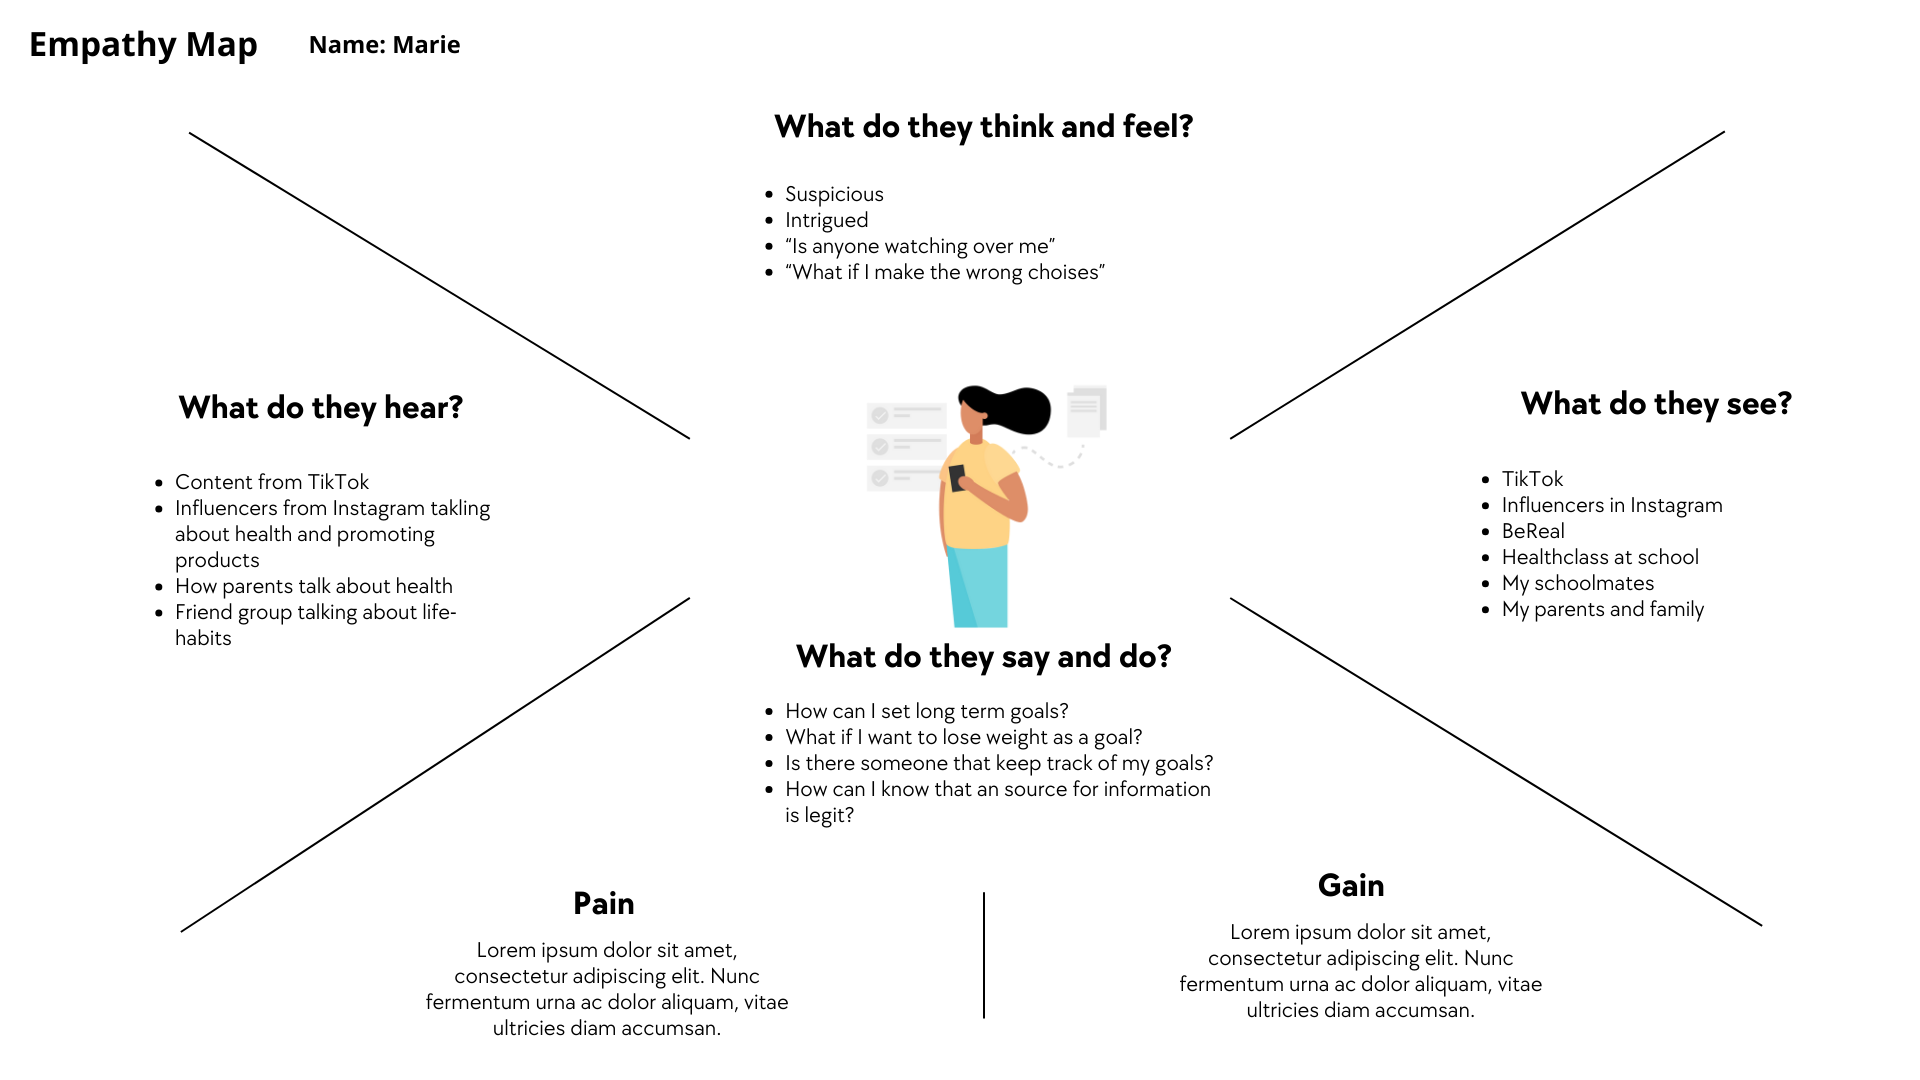 Empathy Map
Name: Marie
What do they think and feel?
• Suspicious
• Intrigued
• “Is anyone watching over me”
• “What if I make the wrong choises”
What do they hear?
• Content from TikTok
• Influencers from Instagram takling
about health and promoting
products
• How parents talk about health
• Friend group talking about life-
habits
What do they see?
• TikTok
• Influencers in Instagram
• BeReal
• Healthclass at school
• My schoolmates
• My parents and family
What do they say and do?
• How can I set long term goals?
• What if I want to lose weight as a goal?
• Is there someone that keep track of my goals?
• How can I know that an source for information
is legit?
Pain
Lorem ipsum dolor sit amet,
consectetur adipiscing elit. Nunc
fermentum urna ac dolor aliquam, vitae
ultricies diam accumsan.
Gain
Lorem ipsum dolor sit amet,
consectetur adipiscing elit. Nunc
fermentum urna ac dolor aliquam, vitae
ultricies diam accumsan.